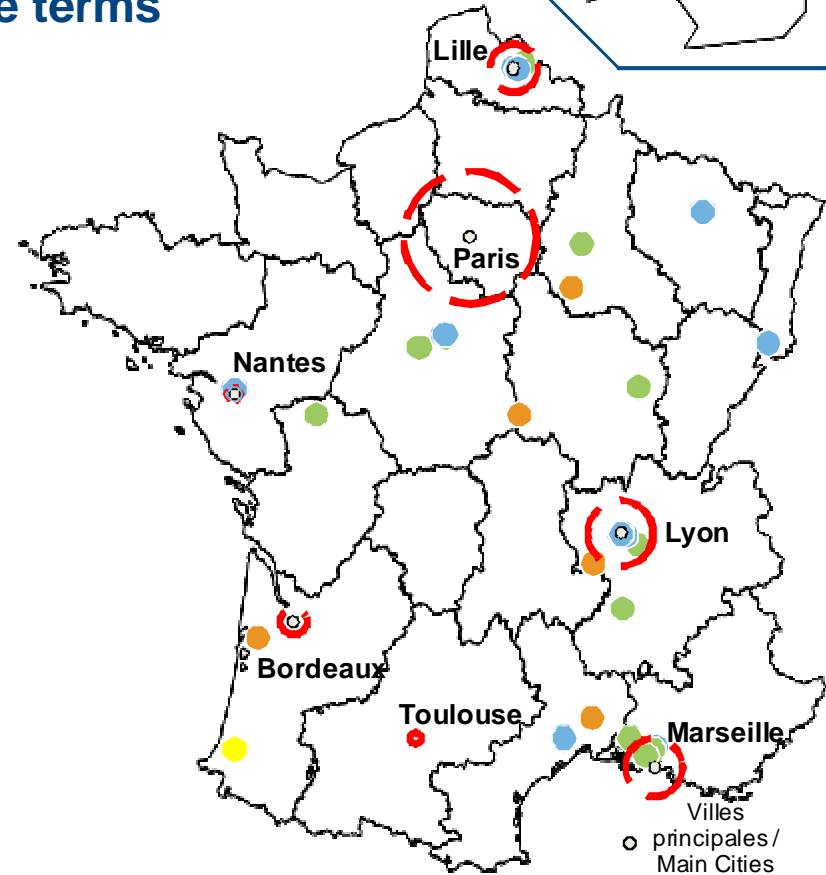 e terms
Lille
Paris
Nantes
Lyon
Bordeaux
Toulouse
Marseille
Villes
principales /
Main Cities